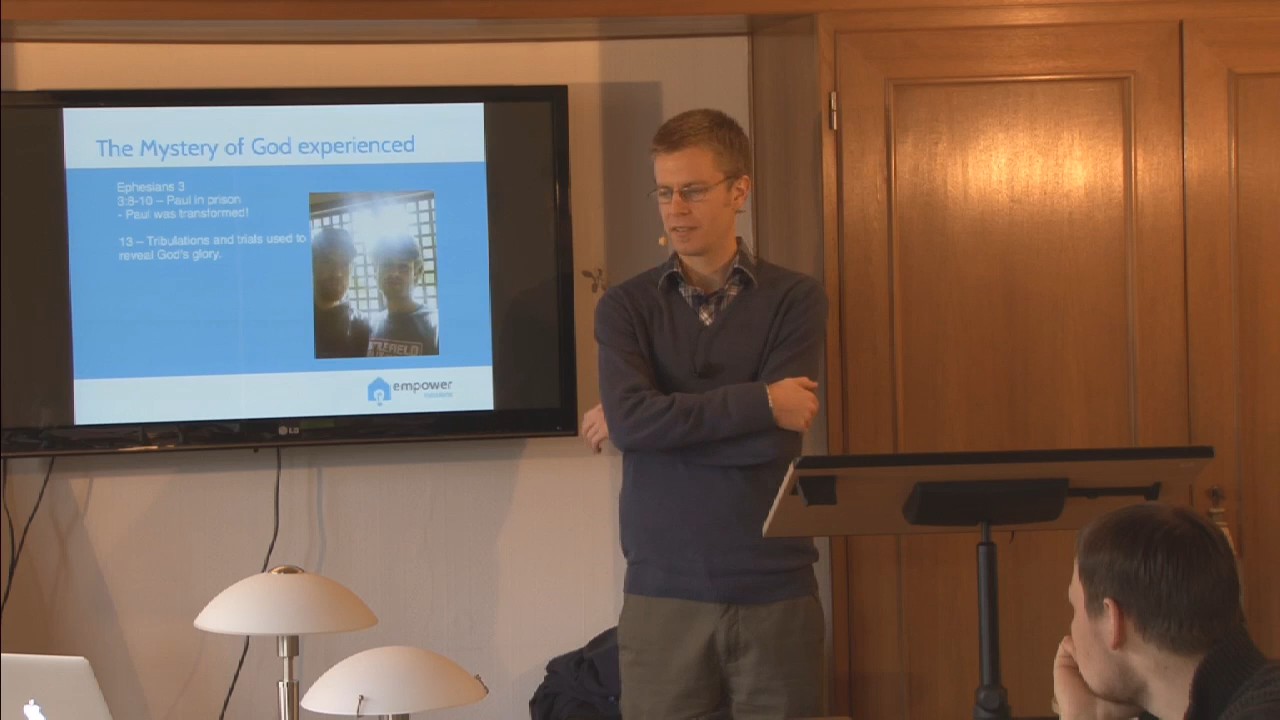 The Mystery of God experienced
Ephesians 3
3:8-10 – Paul in prison
- Paul was transformed!
13 – Tribulations and trials used to
reveal God's glory.
empower
LG